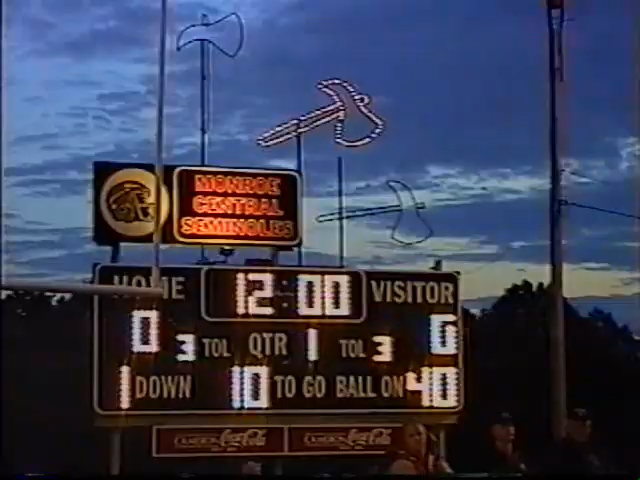 MONROE
CENTRAL
SEMINOLES
HOME 12:00 VISITOR
0 3 TOL QTR 1 TOL 3 0
1 DOWN 10 TO GO BALL ON 40
Coca-Cola Coca-Cola